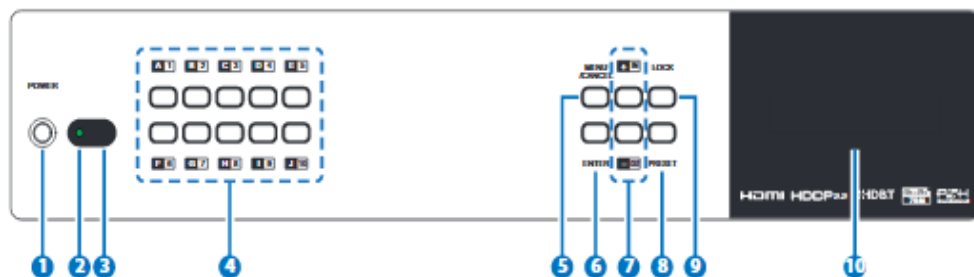 A 1 B 2 C 3 D 4 E 5
MENU /CANCEL
+ IN
LOCK
POWER
F 6 G 7 H 8 I 9 J 10
ENTER
PRESET
HDMI HDCP 2.2 HDBT
1 2 3 4 5 6 7 8 9 10